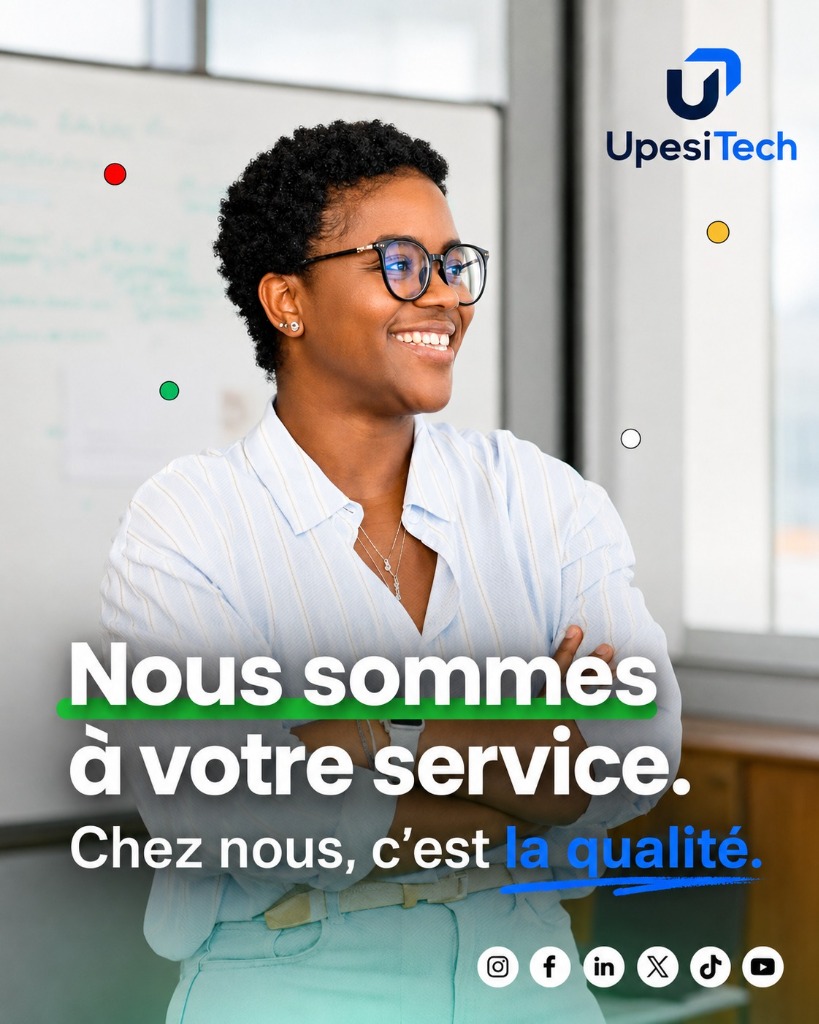 UpesiTech
Nous sommes
à votre service.
Chez nous, c’est la qualité.